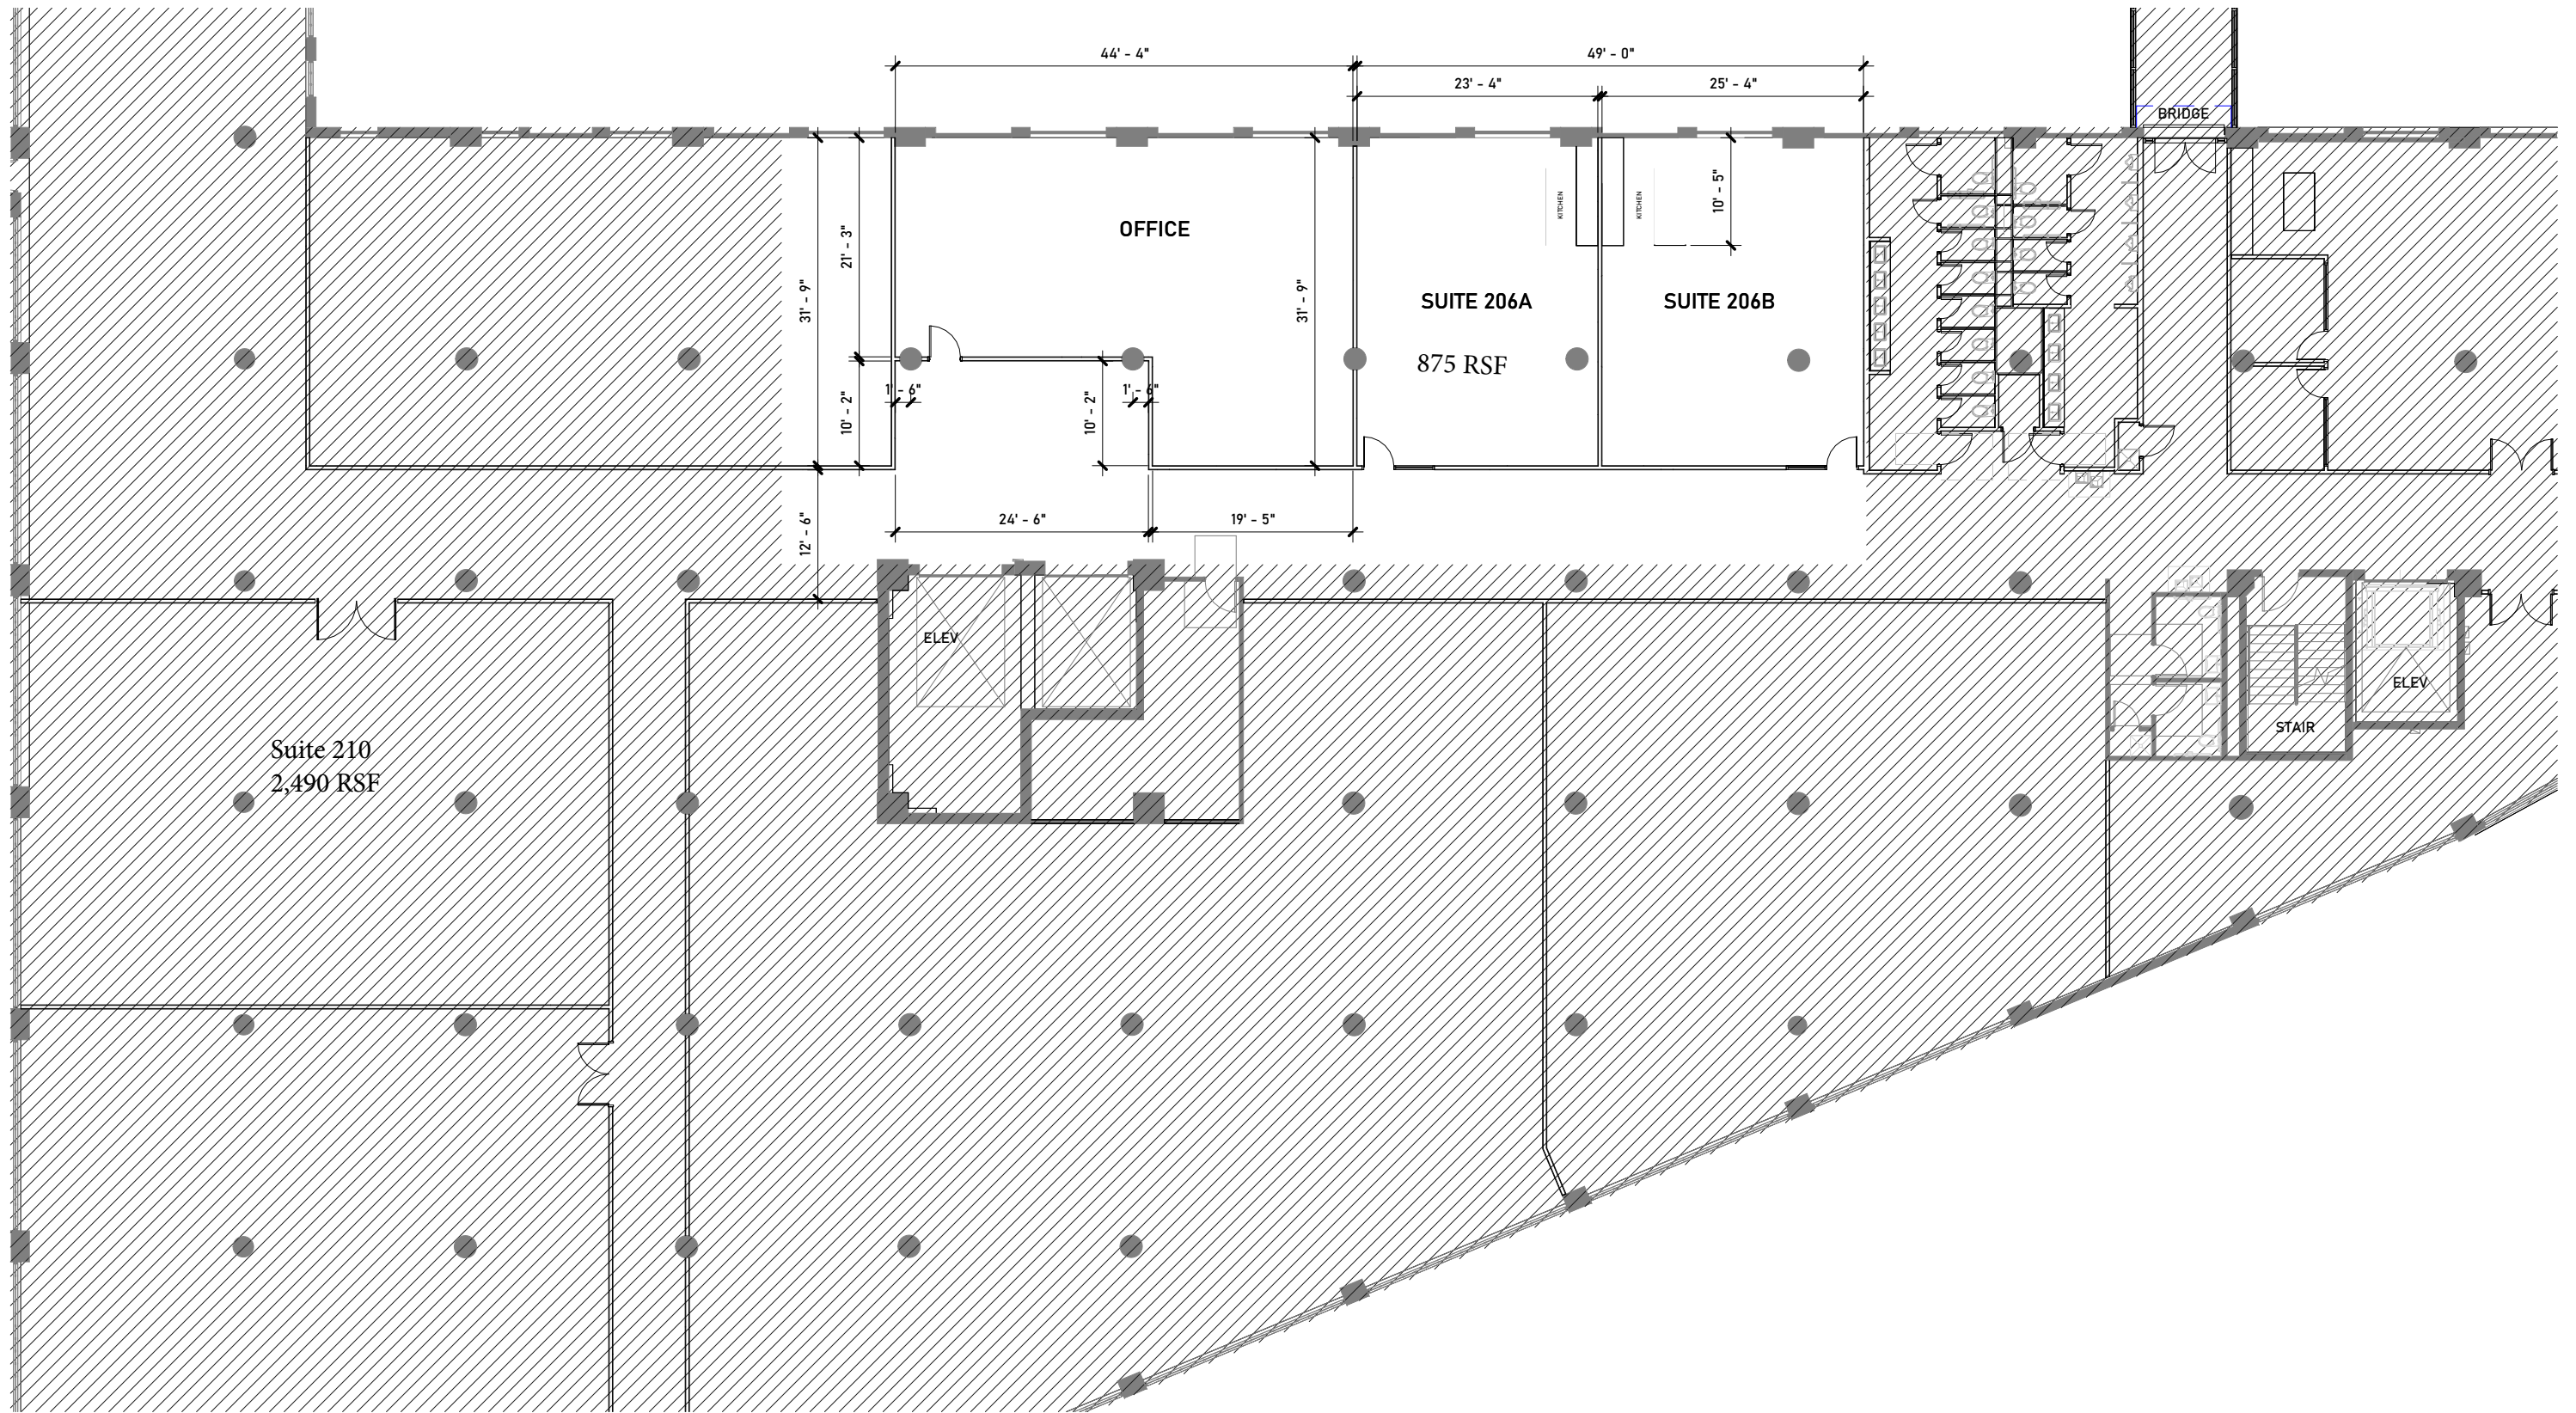 44' - 4"
49' - 0"
23' - 4"
25' - 4"
BRIDGE
10' - 5"
KITCHEN
KITCHEN
OFFICE
21' - 3"
31' - 9"
31' - 9"
SUITE 206A
SUITE 206B
875 RSF
1' - 6"
1' - 6"
10' - 2"
10' - 2"
24' - 6"
19' - 5"
12' - 6"
ELEV
ELEV
STAIR
Suite 210
2,490 RSF